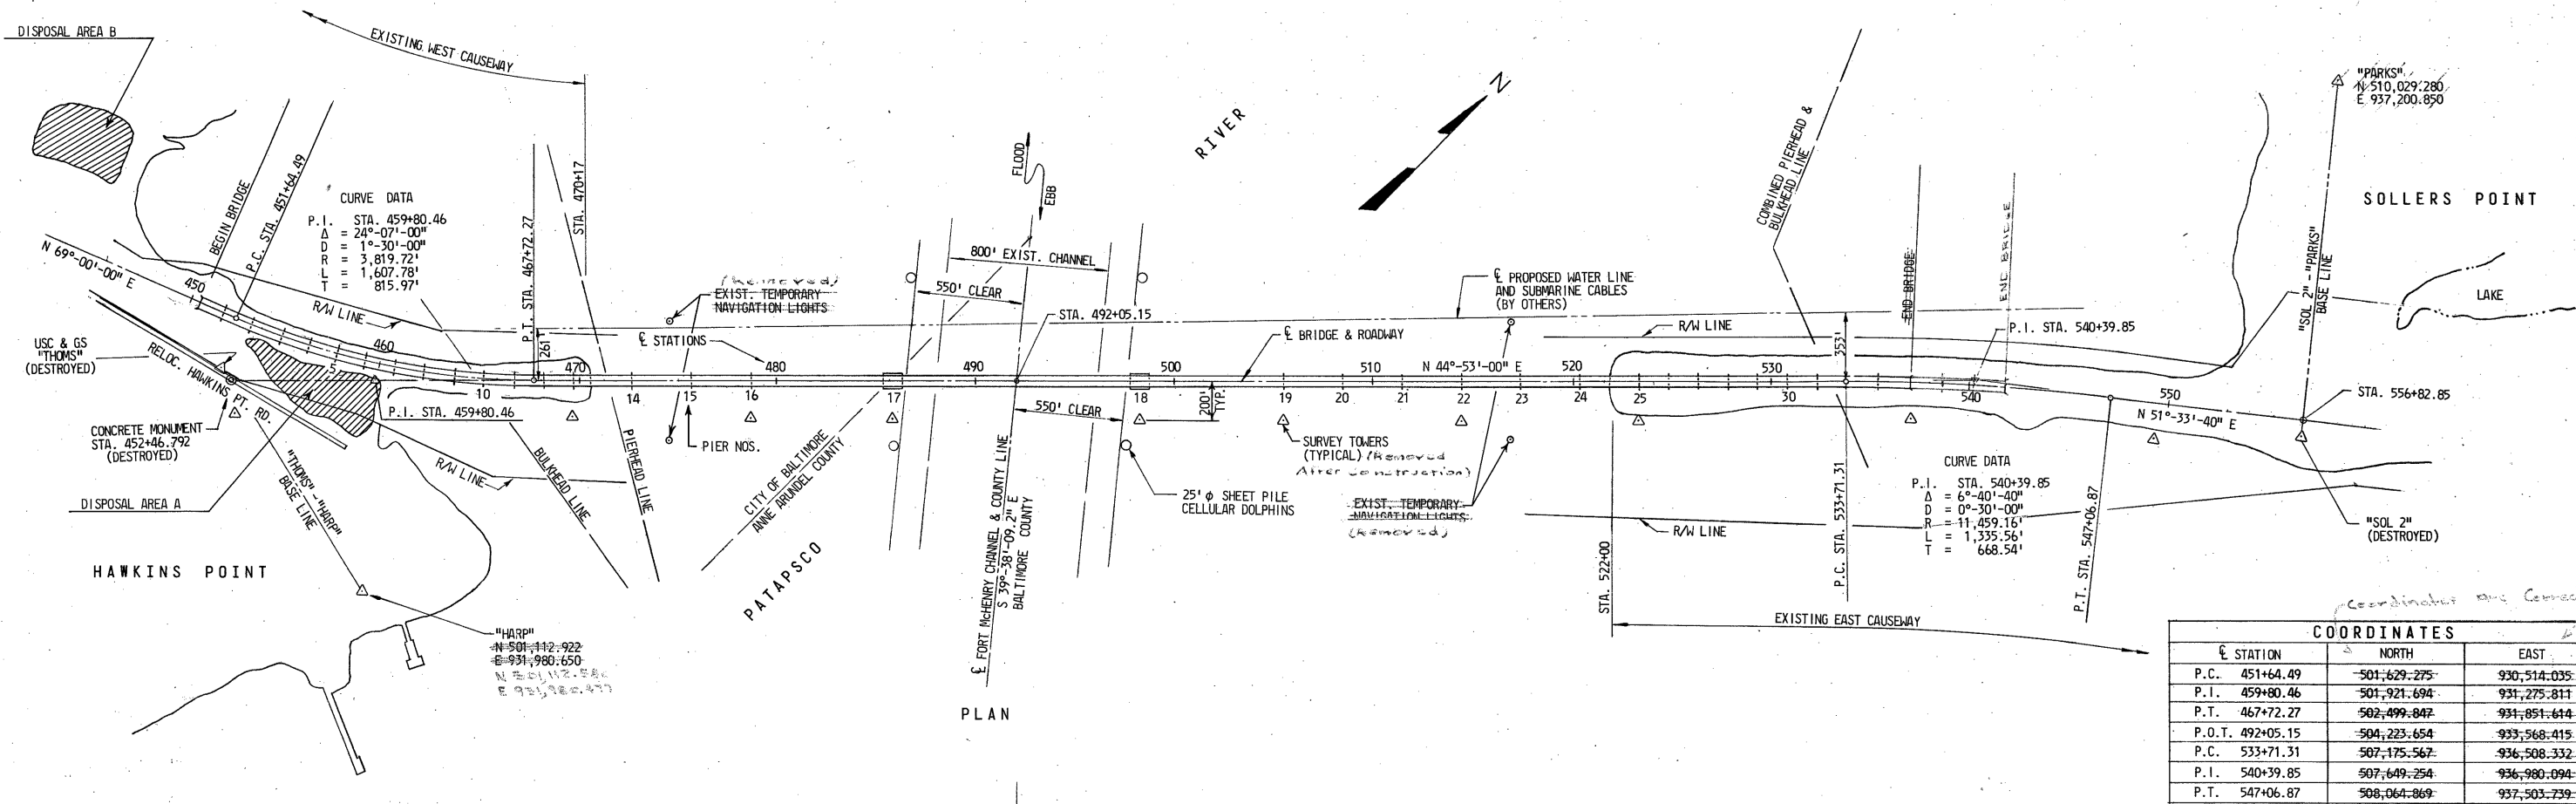 DISPOSAL AREA B
EXISTING WEST CAUSEWAY
BEGIN BRIDGE
P.C. STA. 451+64.49
CURVE DATA
P.I. STA. 459+80.46
Δ = 24°-07'-00"
D = 1°-30'-00"
R = 3,819.72'
L = 1,607.78'
T = 815.97'
N 69°-00'-00" E
450
R/W LINE
460
5
USC & GS
"THOMS"
(DESTROYED)
RELOC. HAWKINS PT. RD.
CONCRETE MONUMENT
STA. 452+46.792
(DESTROYED)
P.I. STA. 459+80.46
DISPOSAL AREA A
"THOMS"-"HARP"
BASE LINE
HAWKINS POINT
"HARP"
N 501,112.922
E 931,980.650
R/W LINE
BULKHEAD LINE
PIERHEAD LINE
P.T. STA. 467+72.27
STA. 470+17
261'
10
470
14
15
16
17
18
19
20
21
22
23
24
25
30
35
(Removed)
EXIST. TEMPORARY
NAVIGATION LIGHTS
℄ STATIONS
480
490
500
510
520
530
540
550
PIER NOS.
CITY OF BALTIMORE
ANNE ARUNDEL COUNTY
PATAPSCO
RIVER
N
FLOOD
EBB
800' EXIST. CHANNEL
550' CLEAR
STA. 492+05.15
550' CLEAR
200'
TYP.
℄ FORT McHENRY CHANNEL & COUNTY LINE
S 39°-38'-09.2" E
BALTIMORE COUNTY
℄ BRIDGE & ROADWAY
N 44°-53'-00" E
℄ PROPOSED WATER LINE
AND SUBMARINE CABLES
(BY OTHERS)
SURVEY TOWERS
(TYPICAL) (Removed
After construction)
25' ϕ SHEET PILE
CELLULAR DOLPHINS
EXIST. TEMPORARY
NAVIGATION LIGHTS
(Removed)
R/W LINE
COMBINED PIERHEAD &
BULKHEAD LINE
353'
END BRIDGE
END BRIDGE
P.I. STA. 540+39.85
R/W LINE
STA. 522+00
P.C. STA. 533+71.31
EXISTING EAST CAUSEWAY
CURVE DATA
P.I. STA. 540+39.85
Δ = 6°-40'-40"
D = 0°-30'-00"
R = 11,459.16'
L = 1,335.56'
T = 668.54'
P.T. STA. 547+06.87
N 51°-33'-40" E
"PARKS"
N 510,029.280
E 937,200.850
SOLLERS POINT
"SOL 2"-"PARKS"
BASE LINE
LAKE
STA. 556+82.85
"SOL 2"
(DESTROYED)
PLAN
Coordinates are
COORDINATES
℄ STATION NORTH EAST
P.C. 451+64.49 501,629.275 930,514.035
P.I. 459+80.46 501,921.694 931,275.811
P.T. 467+72.27 502,499.847 931,851.614
P.O.T. 492+05.15 504,223.654 933,568.415
P.C. 533+71.31 507,175.567 936,508.332
P.I. 540+39.85 507,649.254 936,980.094
P.T. 547+06.87 508,064.869 937,503.739